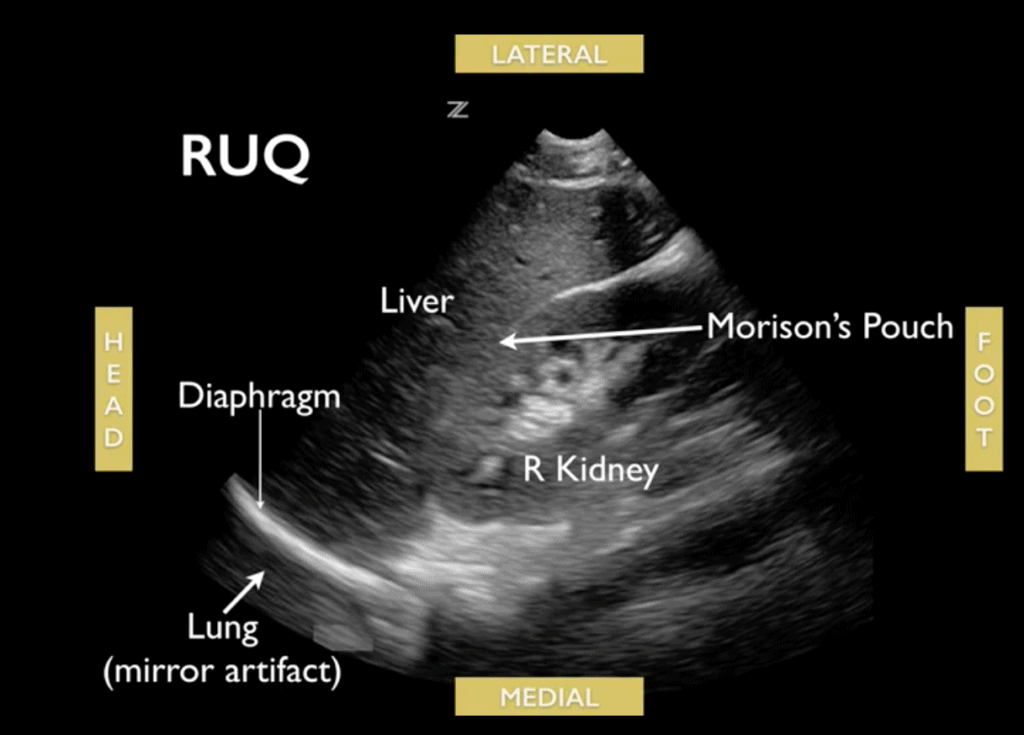 LATERAL
Z
RUQ
Liver
Morison's Pouch
HEAD
FOOT
Diaphragm
R Kidney
Lung
(mirror artifact)
MEDIAL